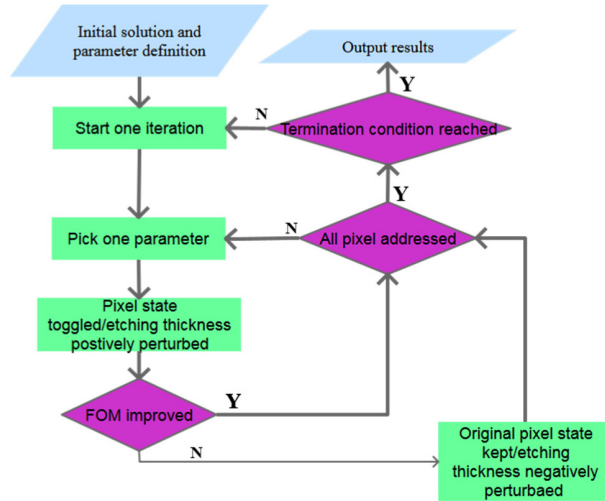 Initial solution and
parameter definition
Output results
Y
N
Start one iteration
Termination condition reached
Y
N
Pick one parameter
All pixel addressed
Pixel state
toggled/etching thickness
postively perturbed
FOM improved
Y
N
Original pixel state
kept/etching
thickness negatively
perturbaed